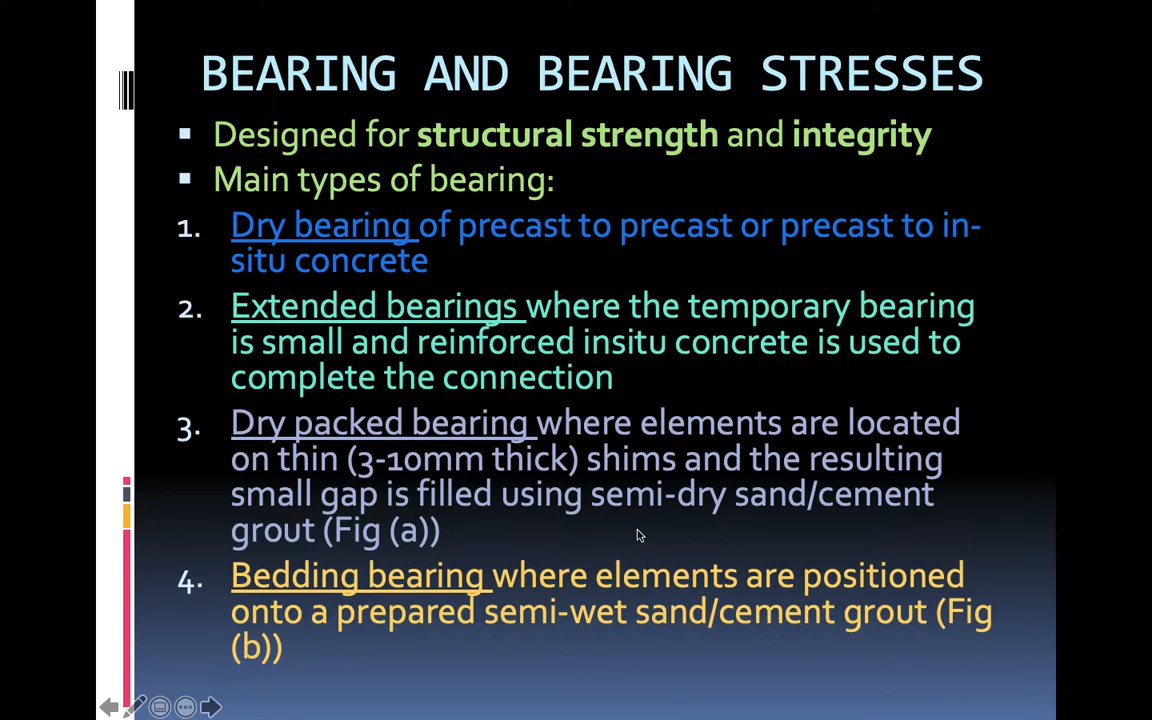 BEARING AND BEARING STRESSES
▪ Designed for structural strength and integrity
▪ Main types of bearing:
1. Dry bearing of precast to precast or precast to in-
situ concrete
2. Extended bearings where the temporary bearing
is small and reinforced insitu concrete is used to
complete the connection
3. Dry packed bearing where elements are located
on thin (3-10mm thick) shims and the resulting
small gap is filled using semi-dry sand/cement
grout (Fig (a))
4. Bedding bearing where elements are positioned
onto a prepared semi-wet sand/cement grout (Fig
(b))